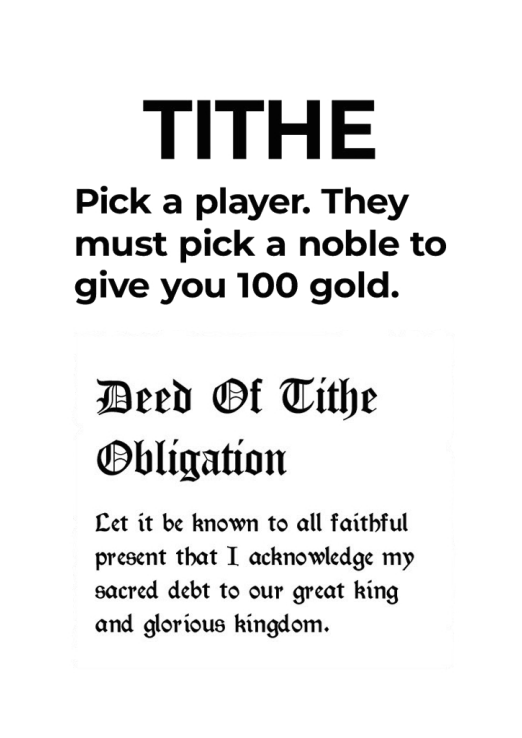 TITHE
Pick a player. They
must pick a noble to
give you 100 gold.
Deed Of Tithe
Obligation
Let it be known to all faithful
present that I acknowledge my
sacred debt to our great king
and glorious kingdom.